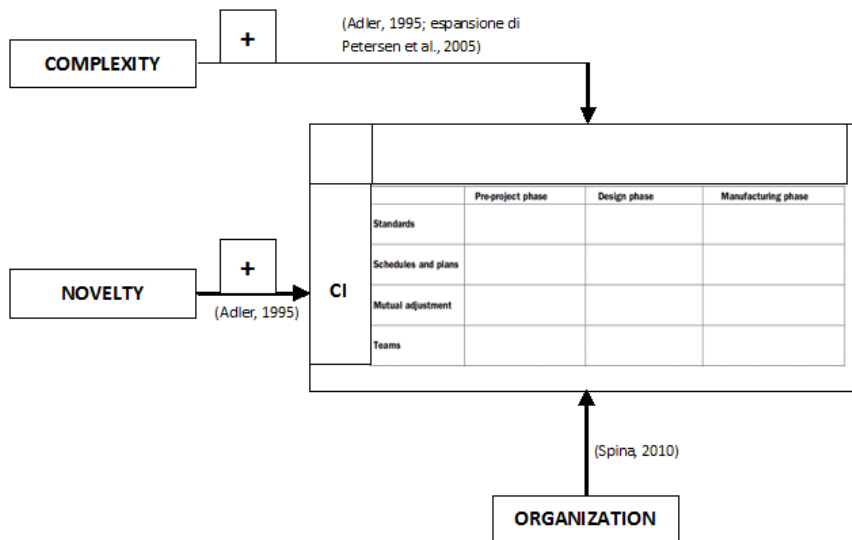 (Adler, 1995; espansione di
Petersen et al., 2005)
+
COMPLEXITY
Pre-project phase Design phase Manufacturing phase
Standards
Schedules and plans
Mutual adjustment
Teams
CI
+
NOVELTY
(Adler, 1995)
(Spina, 2010)
ORGANIZATION